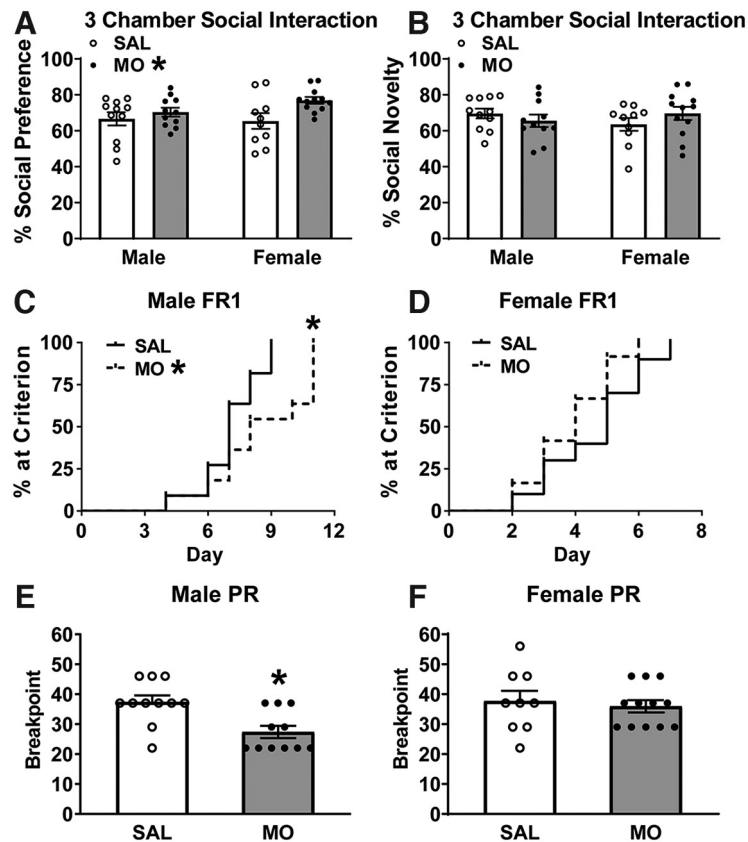 A 3 Chamber Social Interaction
SAL
MO *
% Social Preference
100
80
60
40
20
0
Male Female
B 3 Chamber Social Interaction
SAL
MO
% Social Novelty
100
80
60
40
20
0
Male Female
C Male FR1
*
SAL
MO *
% at Criterion
100
75
50
25
0
0 3 6 9 12
Day
D Female FR1
SAL
MO
% at Criterion
100
75
50
25
0
0 2 4 6 8
Day
E Male PR
*
Breakpoint
60
50
40
30
20
10
0
SAL MO
F Female PR
Breakpoint
60
50
40
30
20
10
0
SAL MO